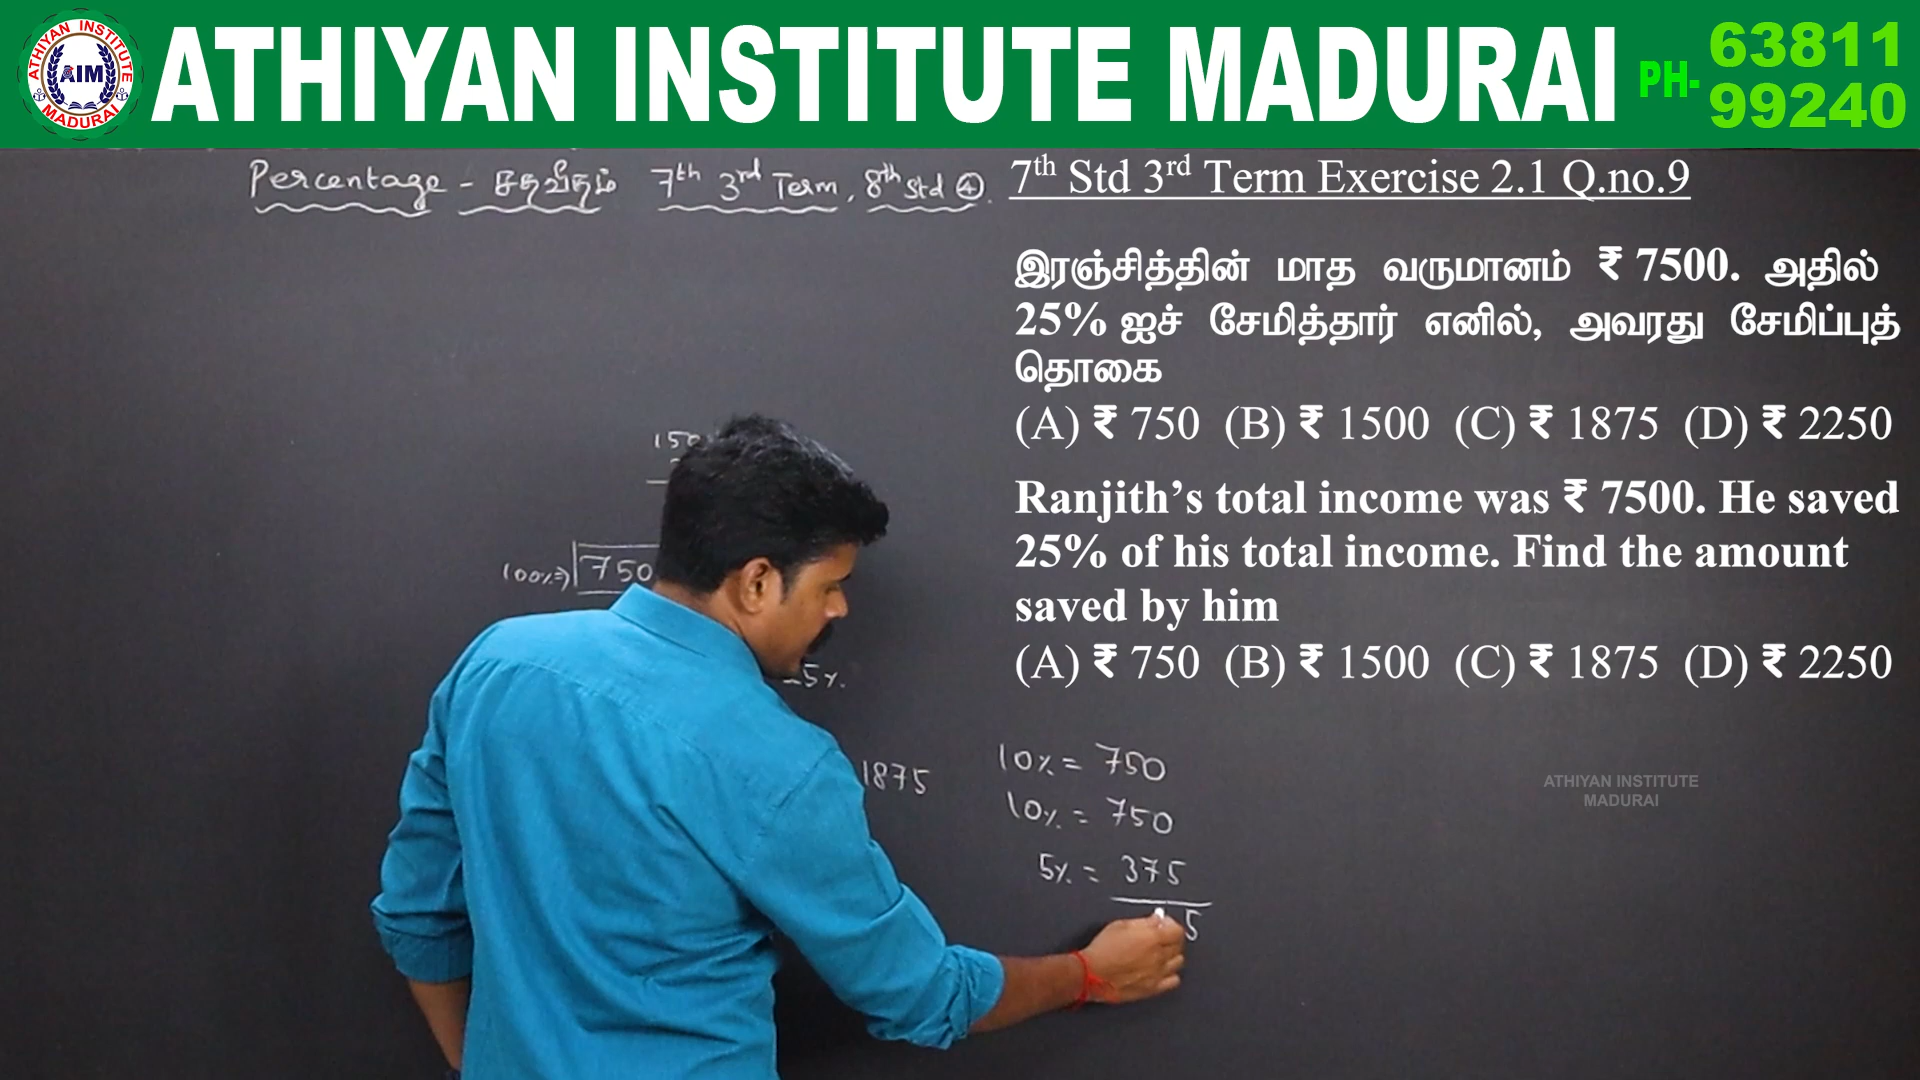 ATHIYAN INSTITUTE
AIM
MADURAI
ATHIYAN INSTITUTE MADURAI
PH- 63811
99240
Percentage - சதவீதம் 7th 3rd Term, 8th Std ④.
7th Std 3rd Term Exercise 2.1 Q.no.9
இரஞ்சித்தின் மாத வருமானம் ₹ 7500. அதில்
25% ஐச் சேமித்தார் எனில், அவரது சேமிப்புத்
தொகை
(A) ₹ 750 (B) ₹ 1500 (C) ₹ 1875 (D) ₹ 2250
Ranjith’s total income was ₹ 7500. He saved
25% of his total income. Find the amount
saved by him
(A) ₹ 750 (B) ₹ 1500 (C) ₹ 1875 (D) ₹ 2250
150
100%⇒ 750
5%.
1875
10% = 750
10% = 750
5% = 375
5
ATHIYAN INSTITUTE
MADURAI